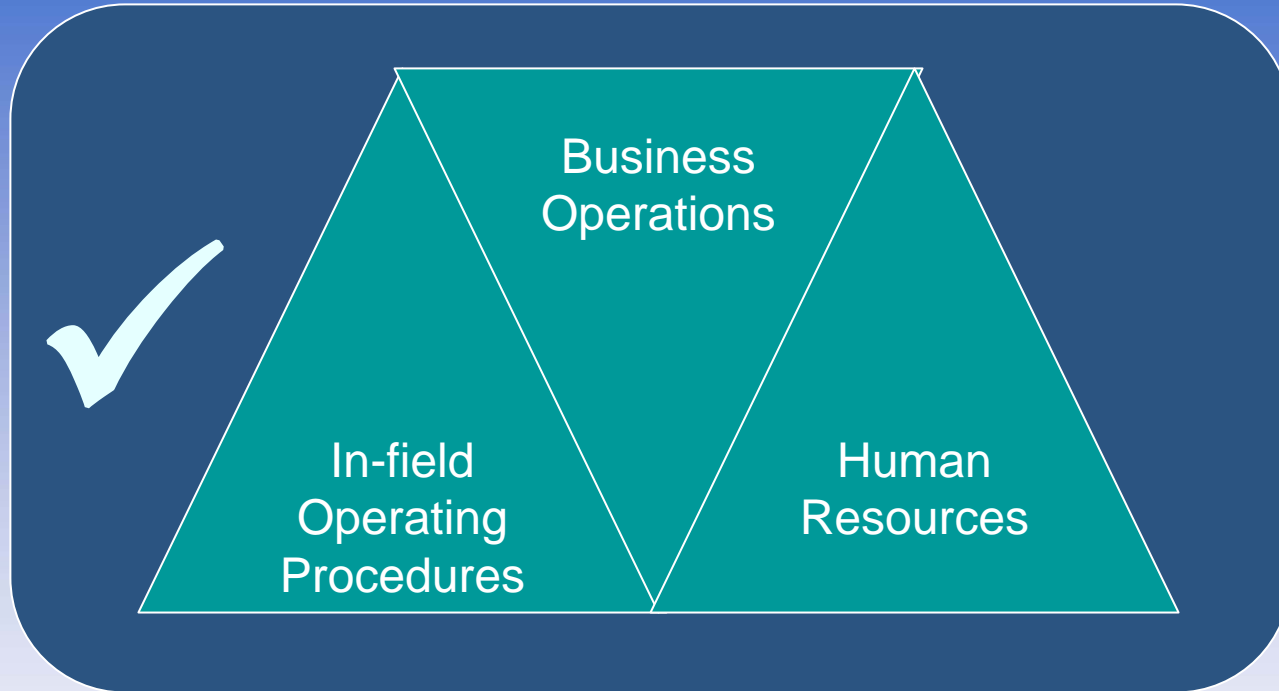 Business
Operations
In-field
Operating
Procedures
Human
Resources